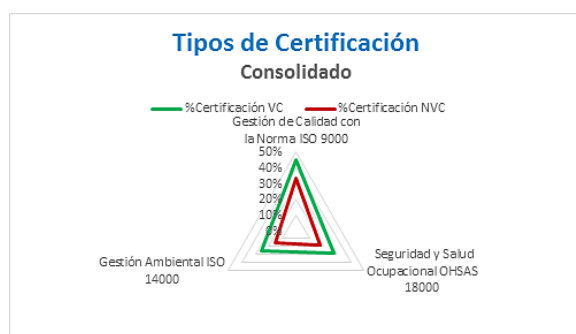 Tipos de Certificación
Consolidado
%Certificación VC
%Certificación NVC
Gestión de Calidad con
la Norma ISO 9000
50%
40%
30%
20%
10%
0%
Gestión Ambiental ISO
14000
Seguridad y Salud
Ocupacional OHSAS
18000